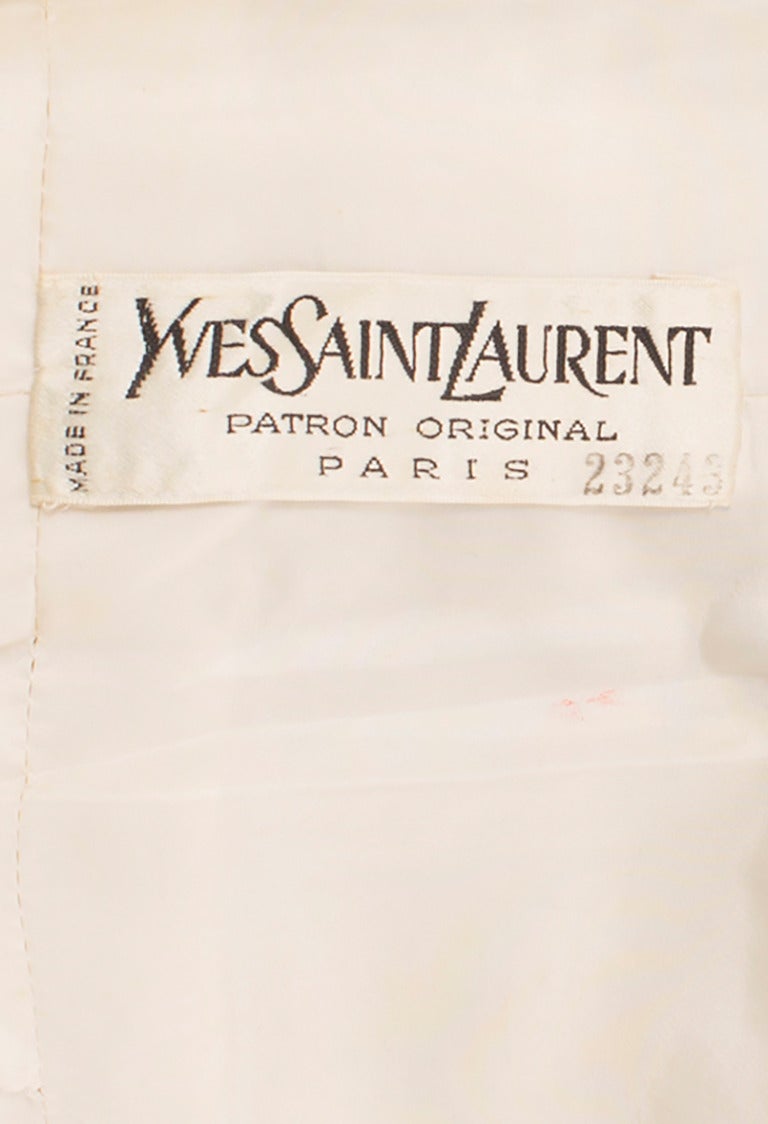 MADE IN FRANCE
YVES SAINT LAURENT
PATRON ORIGINAL
PARIS 23243